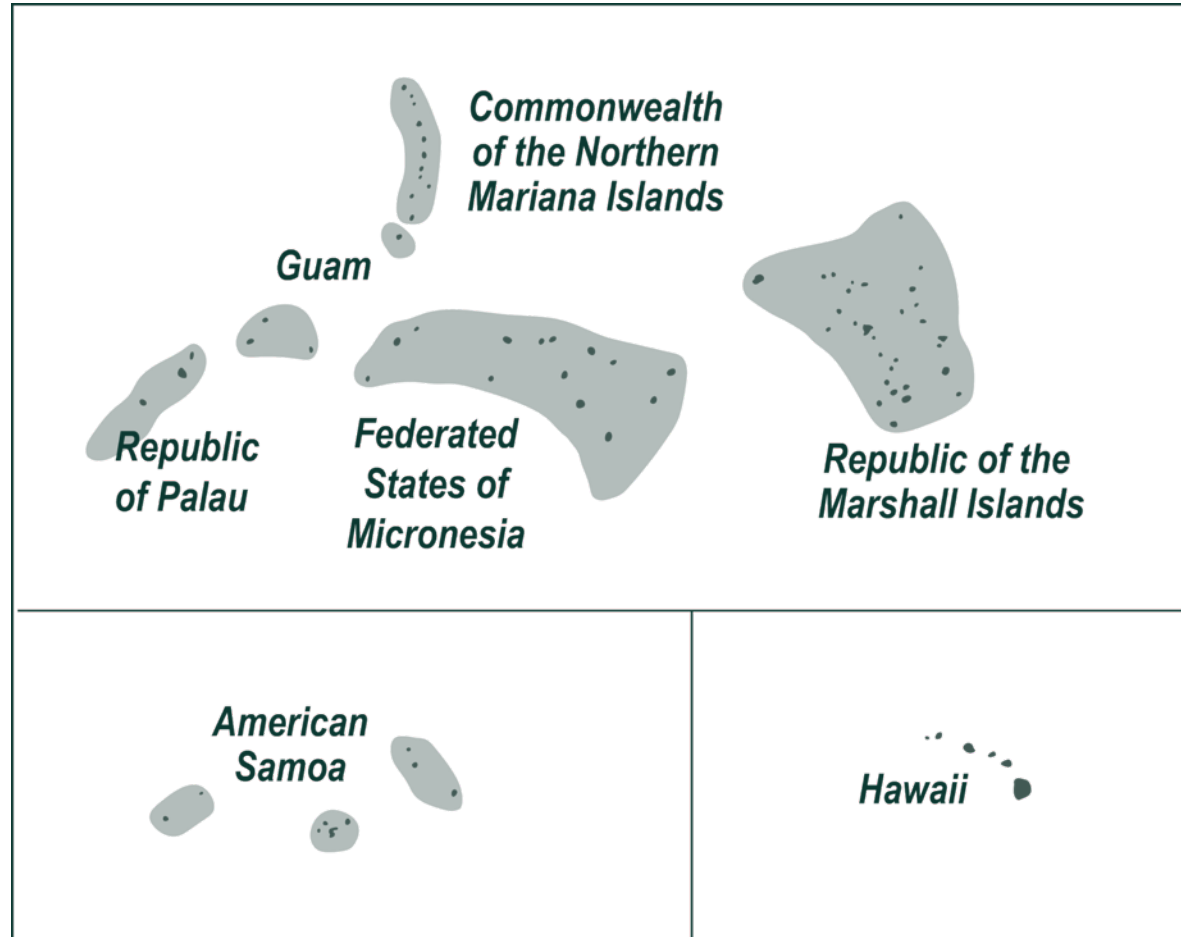 Commonwealth
of the Northern
Mariana Islands
Guam
Republic
of Palau
Federated
States of
Micronesia
Republic of the
Marshall Islands
American
Samoa
Hawaii